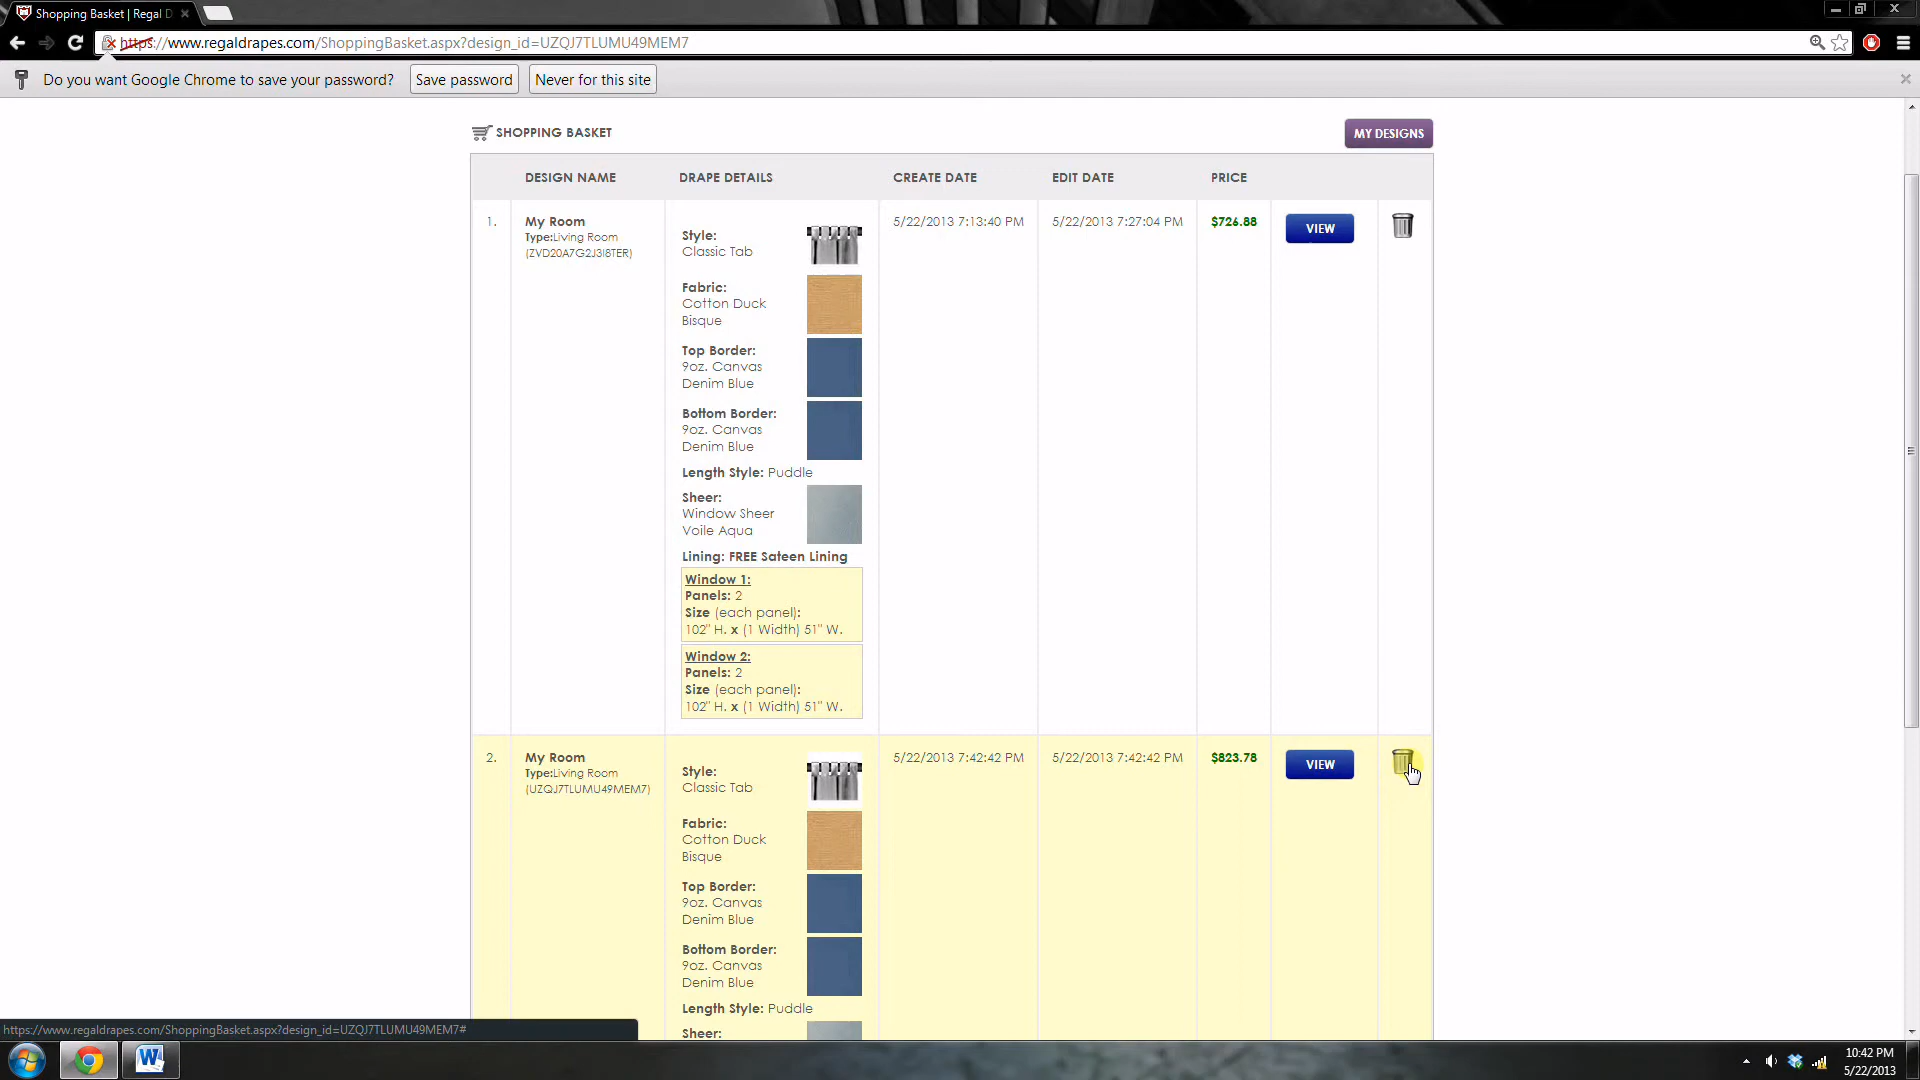 Shopping Basket | Regal D
https://www.regaldrapes.com/ShoppingBasket.aspx?design_id=UZQJ7TLUMU49MEM7
Do you want Google Chrome to save your password? Save password Never for this site
SHOPPING BASKET MY DESIGNS
DESIGN NAME DRAPE DETAILS CREATE DATE EDIT DATE PRICE
1. My Room 5/22/2013 7:13:40 PM 5/22/2013 7:27:04 PM $726.88 VIEW
Type:Living Room
(ZVD20A7G2J3I8TER)
Style:
Classic Tab
Fabric:
Cotton Duck
Bisque
Top Border:
9oz. Canvas
Denim Blue
Bottom Border:
9oz. Canvas
Denim Blue
Length Style: Puddle
Sheer:
Window Sheer
Voile Aqua
Lining: FREE Sateen Lining
Window 1:
Panels: 2
Size (each panel):
102" H. x (1 Width) 51" W.
Window 2:
Panels: 2
Size (each panel):
102" H. x (1 Width) 51" W.
2. My Room 5/22/2013 7:42:42 PM 5/22/2013 7:42:42 PM $823.78 VIEW
Type:Living Room
(UZQJ7TLUMU49MEM7)
Style:
Classic Tab
Fabric:
Cotton Duck
Bisque
Top Border:
9oz. Canvas
Denim Blue
Bottom Border:
9oz. Canvas
Denim Blue
Length Style: Puddle
Sheer:
https://www.regaldrapes.com/ShoppingBasket.aspx?design_id=UZQJ7TLUMU49MEM7#
10:42 PM
5/22/2013